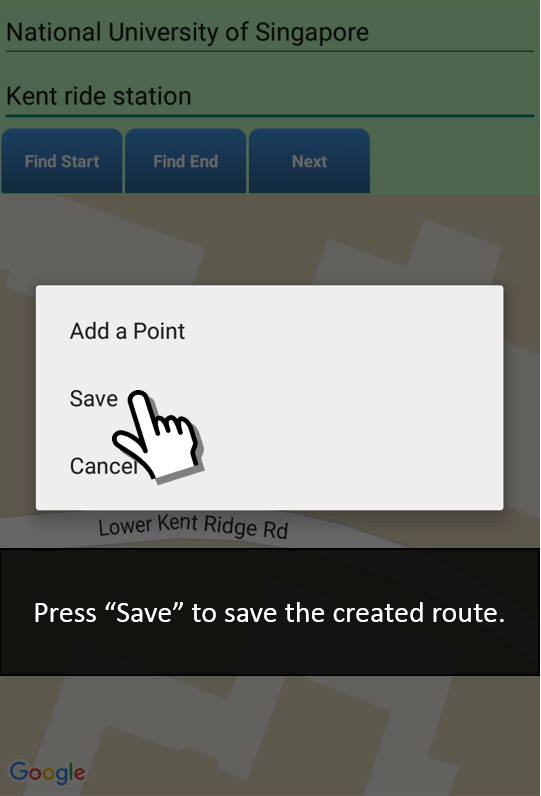 National University of Singapore
Kent ride station
Find Start
Find End
Next
Add a Point
Save
Cancel
Lower Kent Ridge Rd
Press “Save” to save the created route.
Google